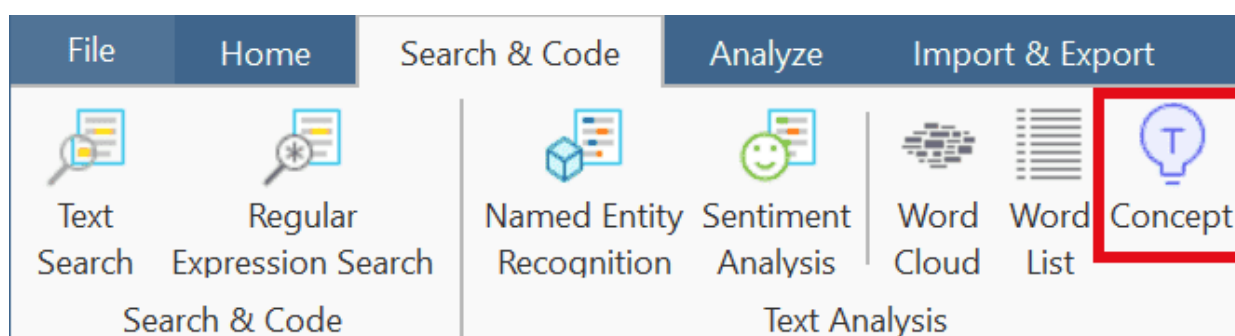 File Home Search & Code Analyze Import & Export
Text Search
Regular Expression Search
Named Entity Recognition
Sentiment Analysis
Word Cloud
Word List
Concept
T
Search & Code
Text Analysis